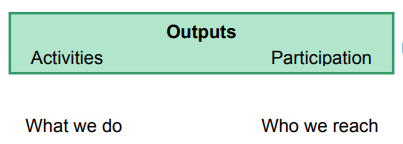 Outputs
Activities Participation
What we do Who we reach